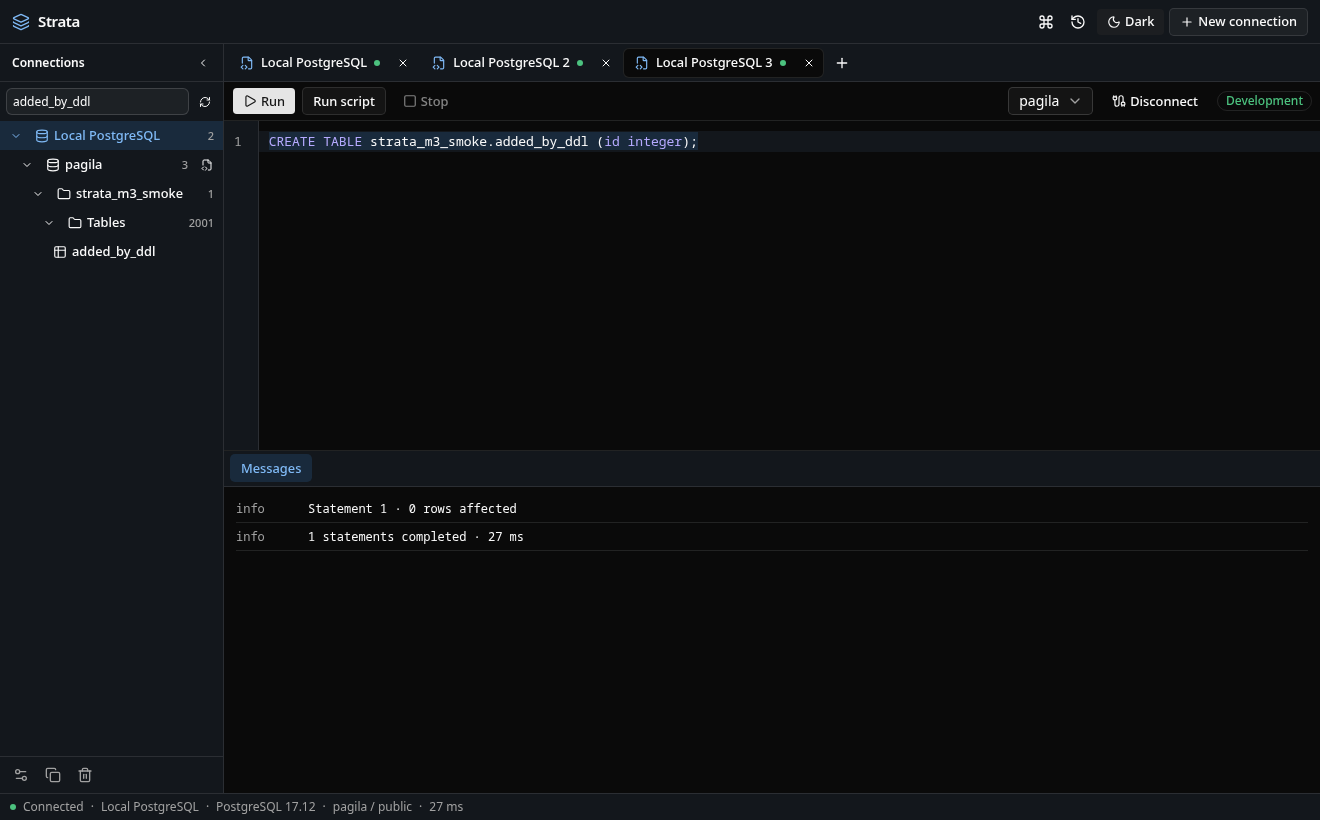 Strata
Dark
New connection
Connections
Local PostgreSQL
Local PostgreSQL 2
Local PostgreSQL 3
added_by_ddl
Run
Run script
Stop
pagila
Disconnect
Development
Local PostgreSQL 2
pagila 3
strata_m3_smoke 1
Tables 2001
added_by_ddl
1 CREATE TABLE strata_m3_smoke.added_by_ddl (id integer);
Messages
info Statement 1 · 0 rows affected
info 1 statements completed · 27 ms
Connected · Local PostgreSQL · PostgreSQL 17.12 · pagila / public · 27 ms